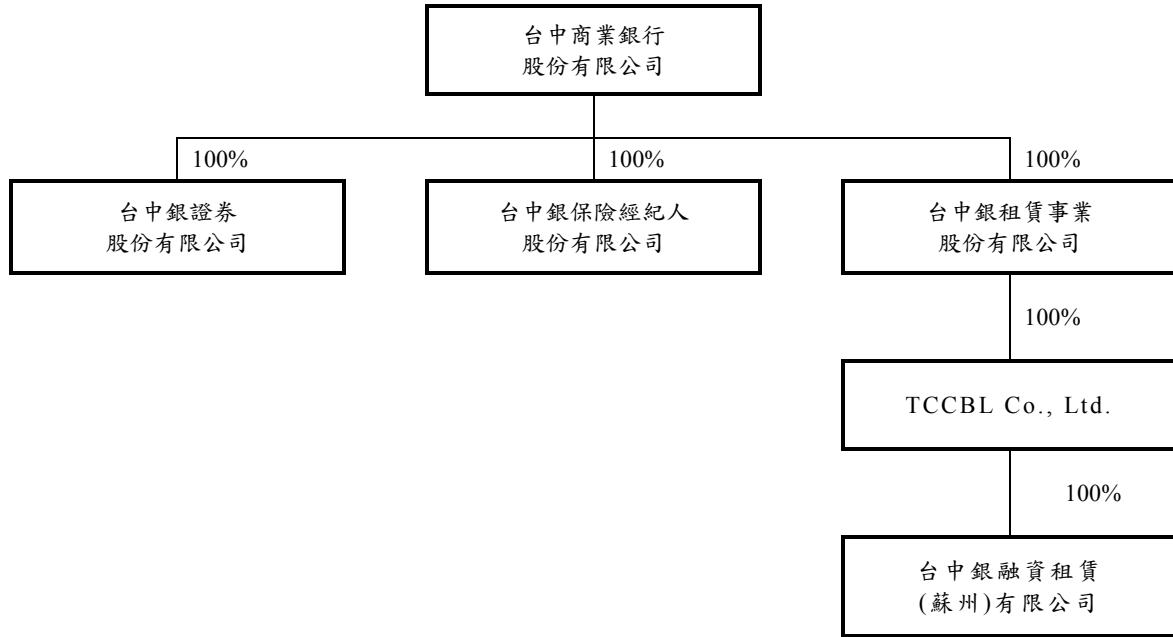 台中商業銀行
股份有限公司
100%
100%
100%
台中銀證券
股份有限公司
台中銀保險經紀人
股份有限公司
台中銀租賃事業
股份有限公司
100%
TCCBL Co., Ltd.
100%
台中銀融資租賃
(蘇州)有限公司